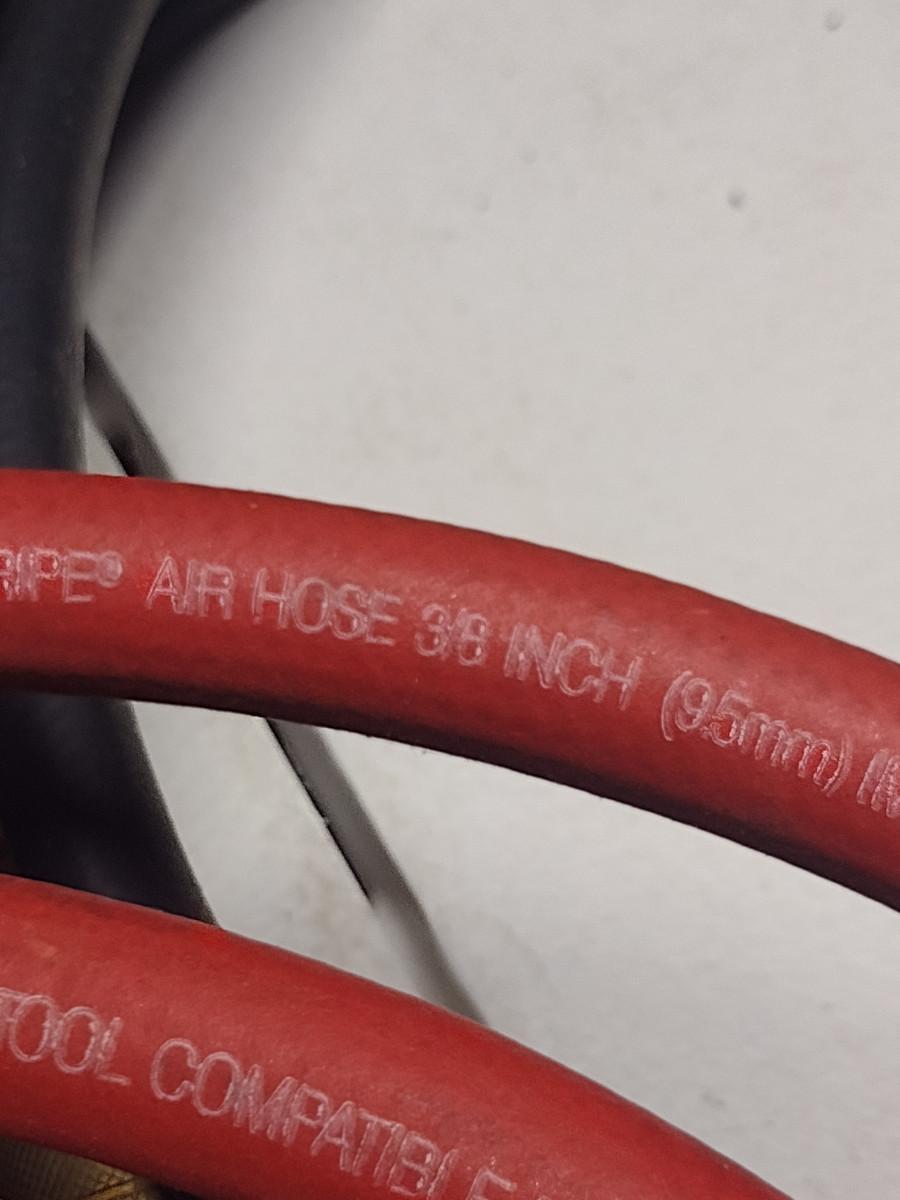 RIPE® AIR HOSE 3/8 INCH (9.5mm)
TOOL COMPATIBLE